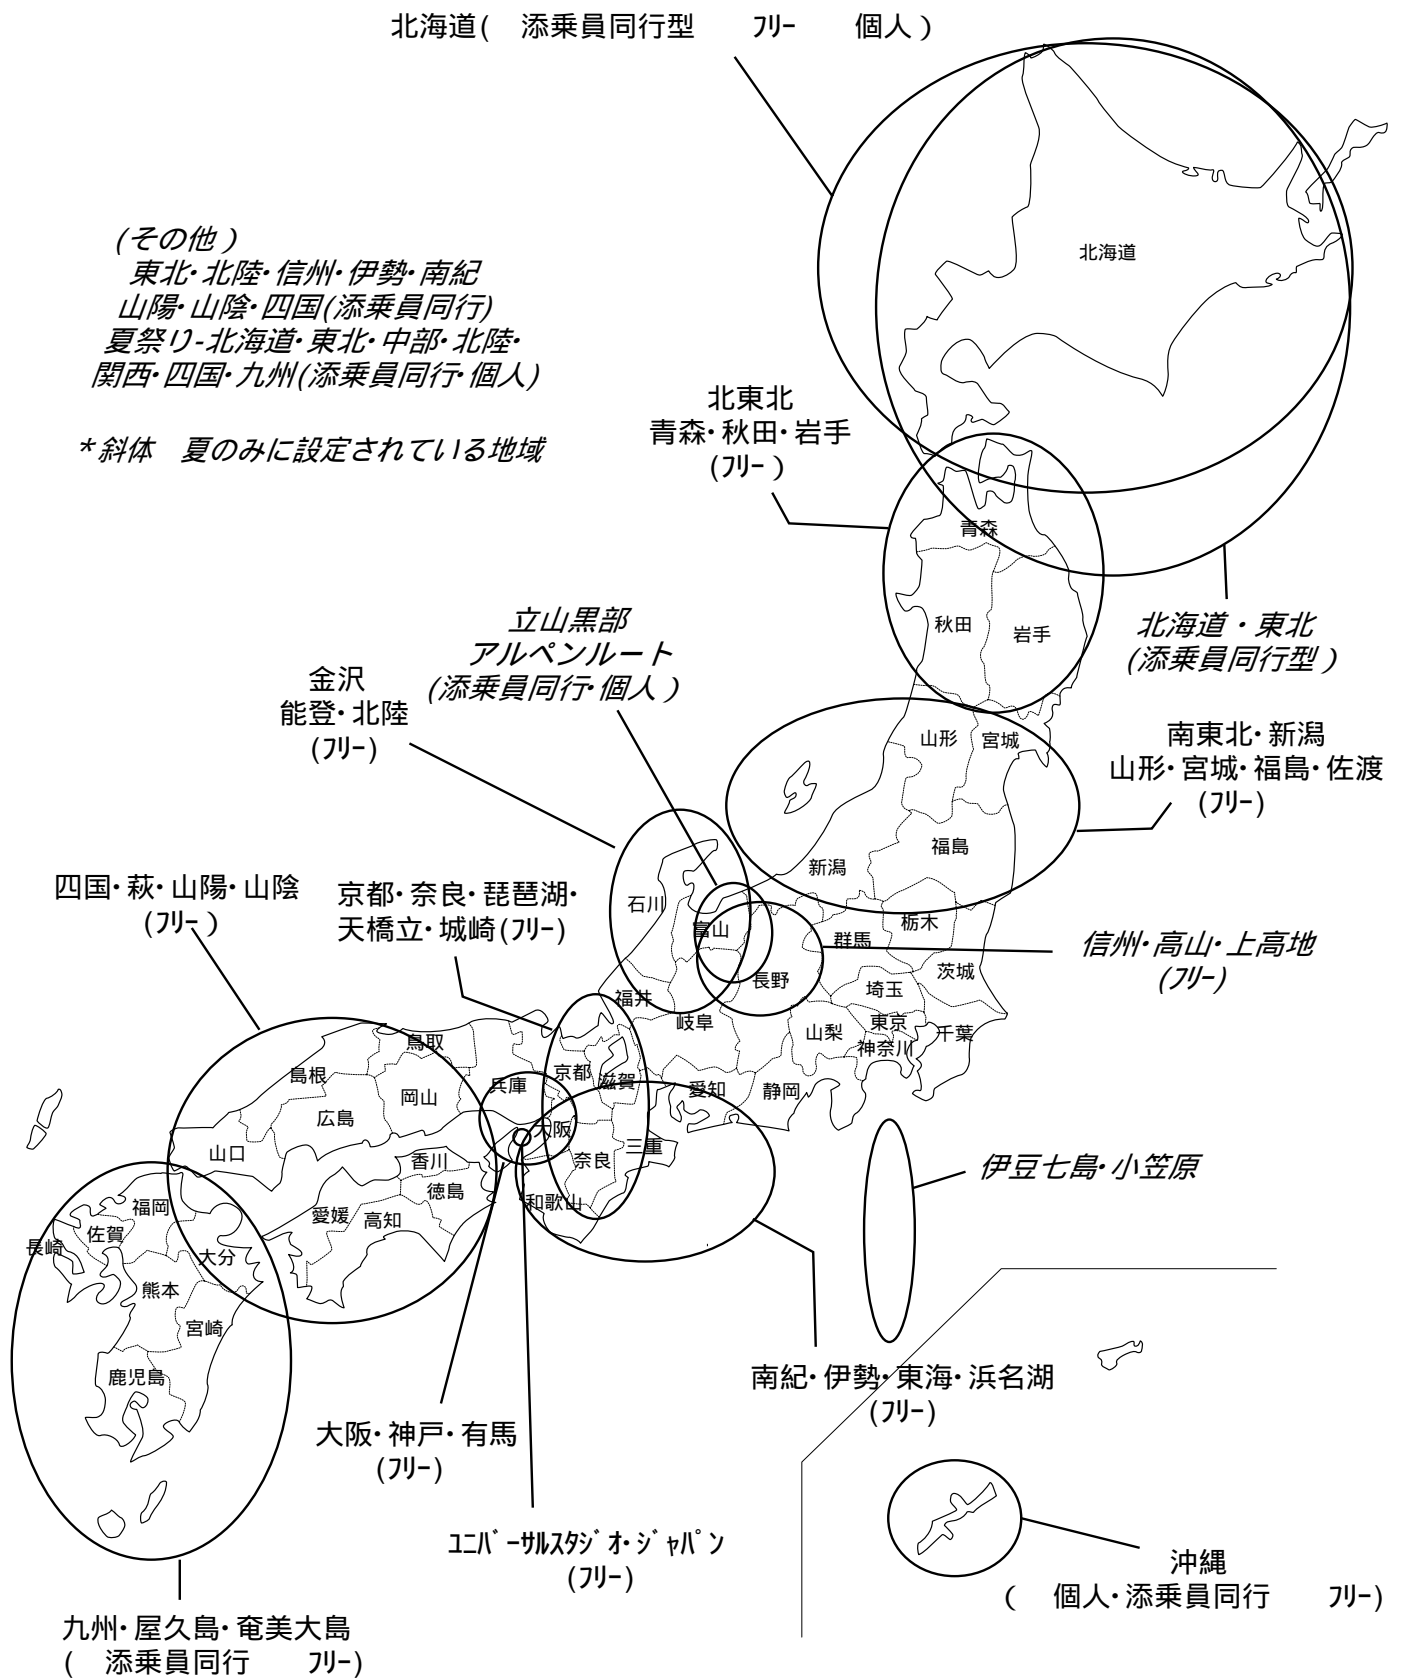 北海道(　添乗員同行型　　ﾌﾘｰ　　個人)
(その他)
東北・北陸・信州・伊勢・南紀
山陽・山陰・四国(添乗員同行)
夏祭り-北海道・東北・中部・北陸・
関西・四国・九州(添乗員同行・個人)
*斜体　夏のみに設定されている地域
北海道
北東北
青森・秋田・岩手
(ﾌﾘｰ)
青森
秋田
岩手
北海道・東北
(添乗員同行型)
立山黒部
アルペンルート
(添乗員同行・個人)
金沢
能登・北陸
(ﾌﾘｰ)
南東北・新潟
山形・宮城・福島・佐渡
(ﾌﾘｰ)
山形
宮城
福島
新潟
四国・萩・山陽・山陰
(ﾌﾘｰ)
京都・奈良・琵琶湖・
天橋立・城崎(ﾌﾘｰ)
石川
富山
群馬
栃木
信州・高山・上高地
(ﾌﾘｰ)
茨城
長野
埼玉
福井
岐阜
山梨
東京
千葉
神奈川
鳥取
島根
岡山
兵庫
京都
滋賀
愛知
静岡
広島
山口
大阪
三重
奈良
香川
徳島
和歌山
愛媛
高知
伊豆七島・小笠原
福岡
佐賀
長崎
大分
熊本
宮崎
鹿児島
南紀・伊勢・東海・浜名湖
(ﾌﾘｰ)
大阪・神戸・有馬
(ﾌﾘｰ)
ﾕﾆﾊﾞｰｻﾙｽﾀｼﾞｵ・ｼﾞｬﾊﾟﾝ
(ﾌﾘｰ)
沖縄
(　個人・添乗員同行　　ﾌﾘｰ)
九州・屋久島・奄美大島
(　添乗員同行　　ﾌﾘｰ)